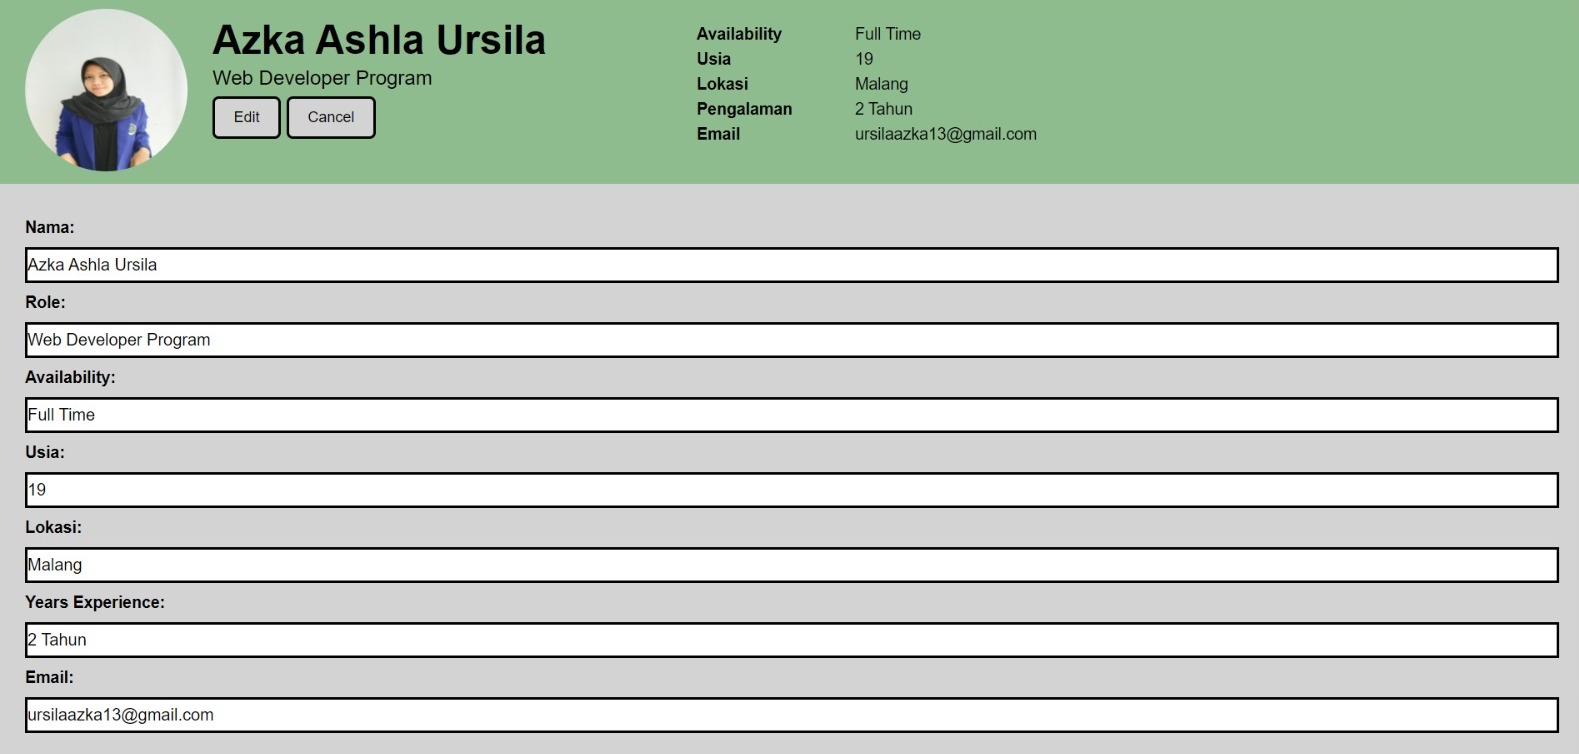 Azka Ashla Ursila
Web Developer Program
Edit Cancel
Availability Full Time
Usia 19
Lokasi Malang
Pengalaman 2 Tahun
Email ursilaazka13@gmail.com
Nama:
Azka Ashla Ursila
Role:
Web Developer Program
Availability:
Full Time
Usia:
19
Lokasi:
Malang
Years Experience:
2 Tahun
Email:
ursilaazka13@gmail.com